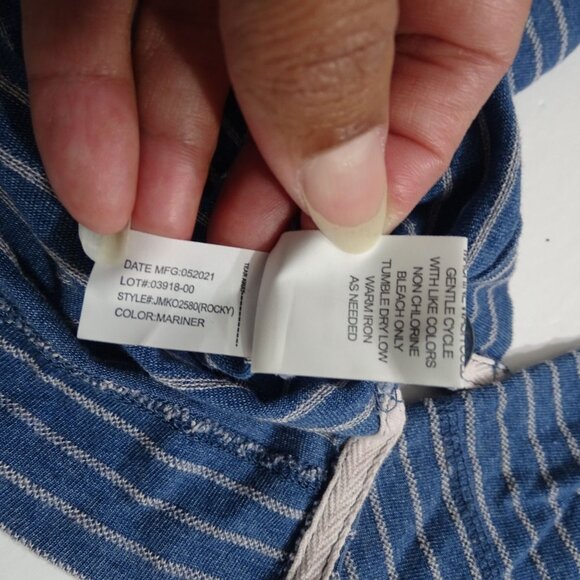 DATE MFG:052021
LOT#:03918-00
STYLE#:JMKO2580(ROCKY)
COLOR:MARINER
GENTLE CYCLE
WITH LIKE COLORS
NON CHLORINE
BLEACH ONLY
TUMBLE DRY LOW
WARM IRON
AS NEEDED